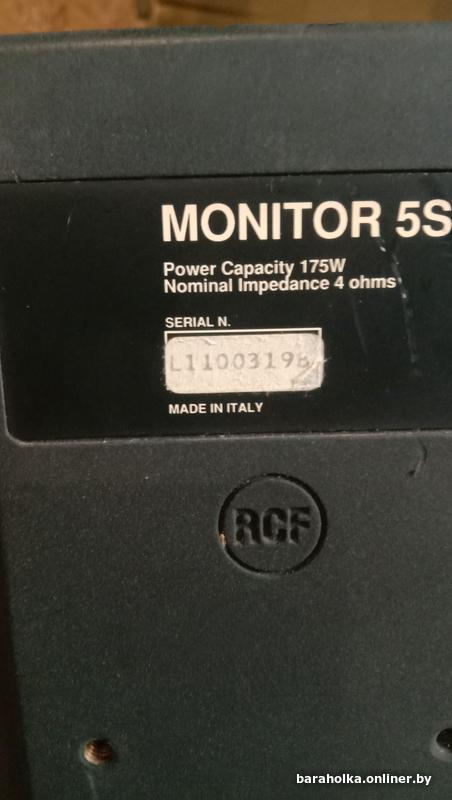 MONITOR 5S
Power Capacity 175W
Nominal Impedance 4 ohms
SERIAL N.
L1100319B
MADE IN ITALY
RCF
baraholka.onliner.by